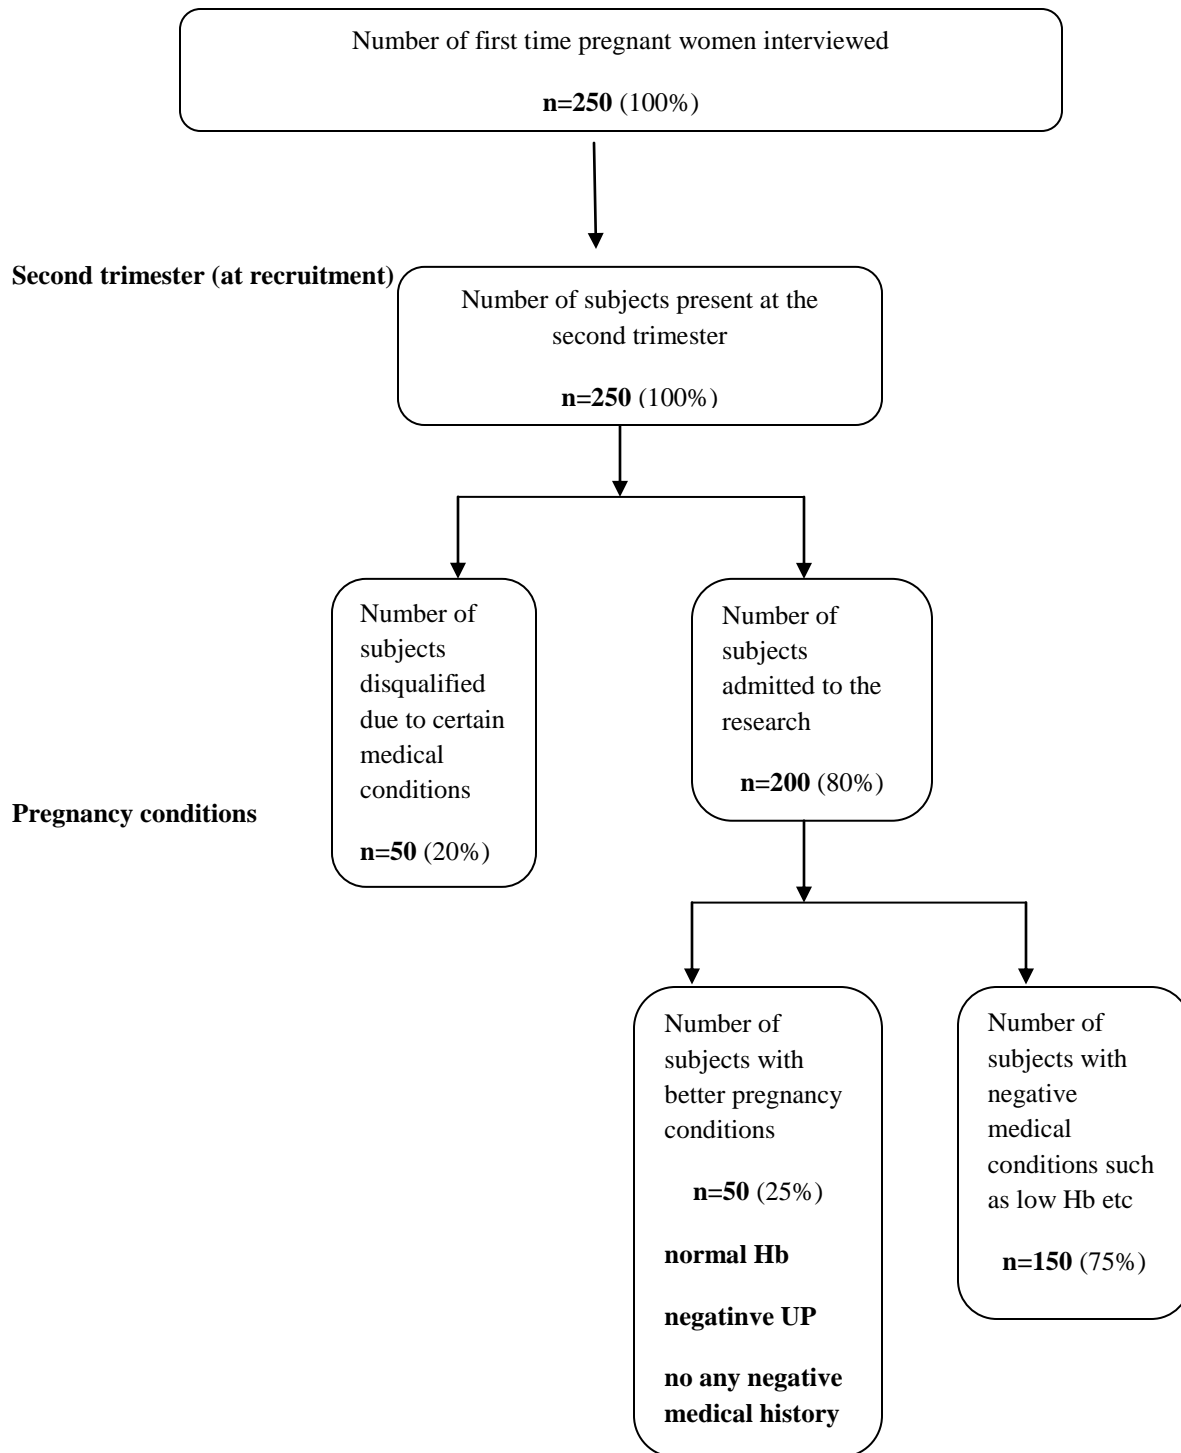 Number of first time pregnant women interviewed
n=250 (100%)
Second trimester (at recruitment)
Number of subjects present at the
second trimester
n=250 (100%)
Number of
subjects
disqualified
due to certain
medical
conditions
n=50 (20%)
Number of
subjects
admitted to the
research
n=200 (80%)
Pregnancy conditions
Number of
subjects with
better pregnancy
conditions
n=50 (25%)
normal Hb
negatinve UP
no any negative
medical history
Number of
subjects with
negative
medical
conditions such
as low Hb etc
n=150 (75%)